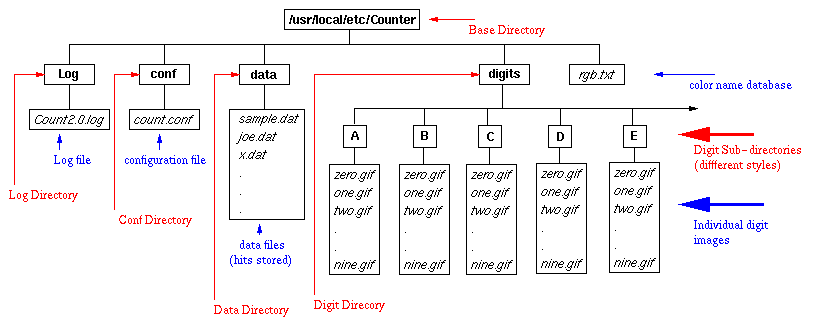 /usr/local/etc/Counter
Base Directory
Log
conf
data
digits
rgb.txt
color name database
Count2.0.log
count.conf
sample.dat
joe.dat
x.dat
.
.
.
Log file
configuration file
data files
(hits stored)
A
B
C
D
E
Digit Sub-directories
(different styles)
zero.gif
one.gif
two.gif
.
.
nine.gif
zero.gif
one.gif
two.gif
.
.
nine.gif
zero.gif
one.gif
two.gif
.
.
nine.gif
zero.gif
one.gif
two.gif
.
.
nine.gif
zero.gif
one.gif
two.gif
.
.
nine.gif
Individual digit
images
Log Directory
Conf Directory
Data Directory
Digit Direcory